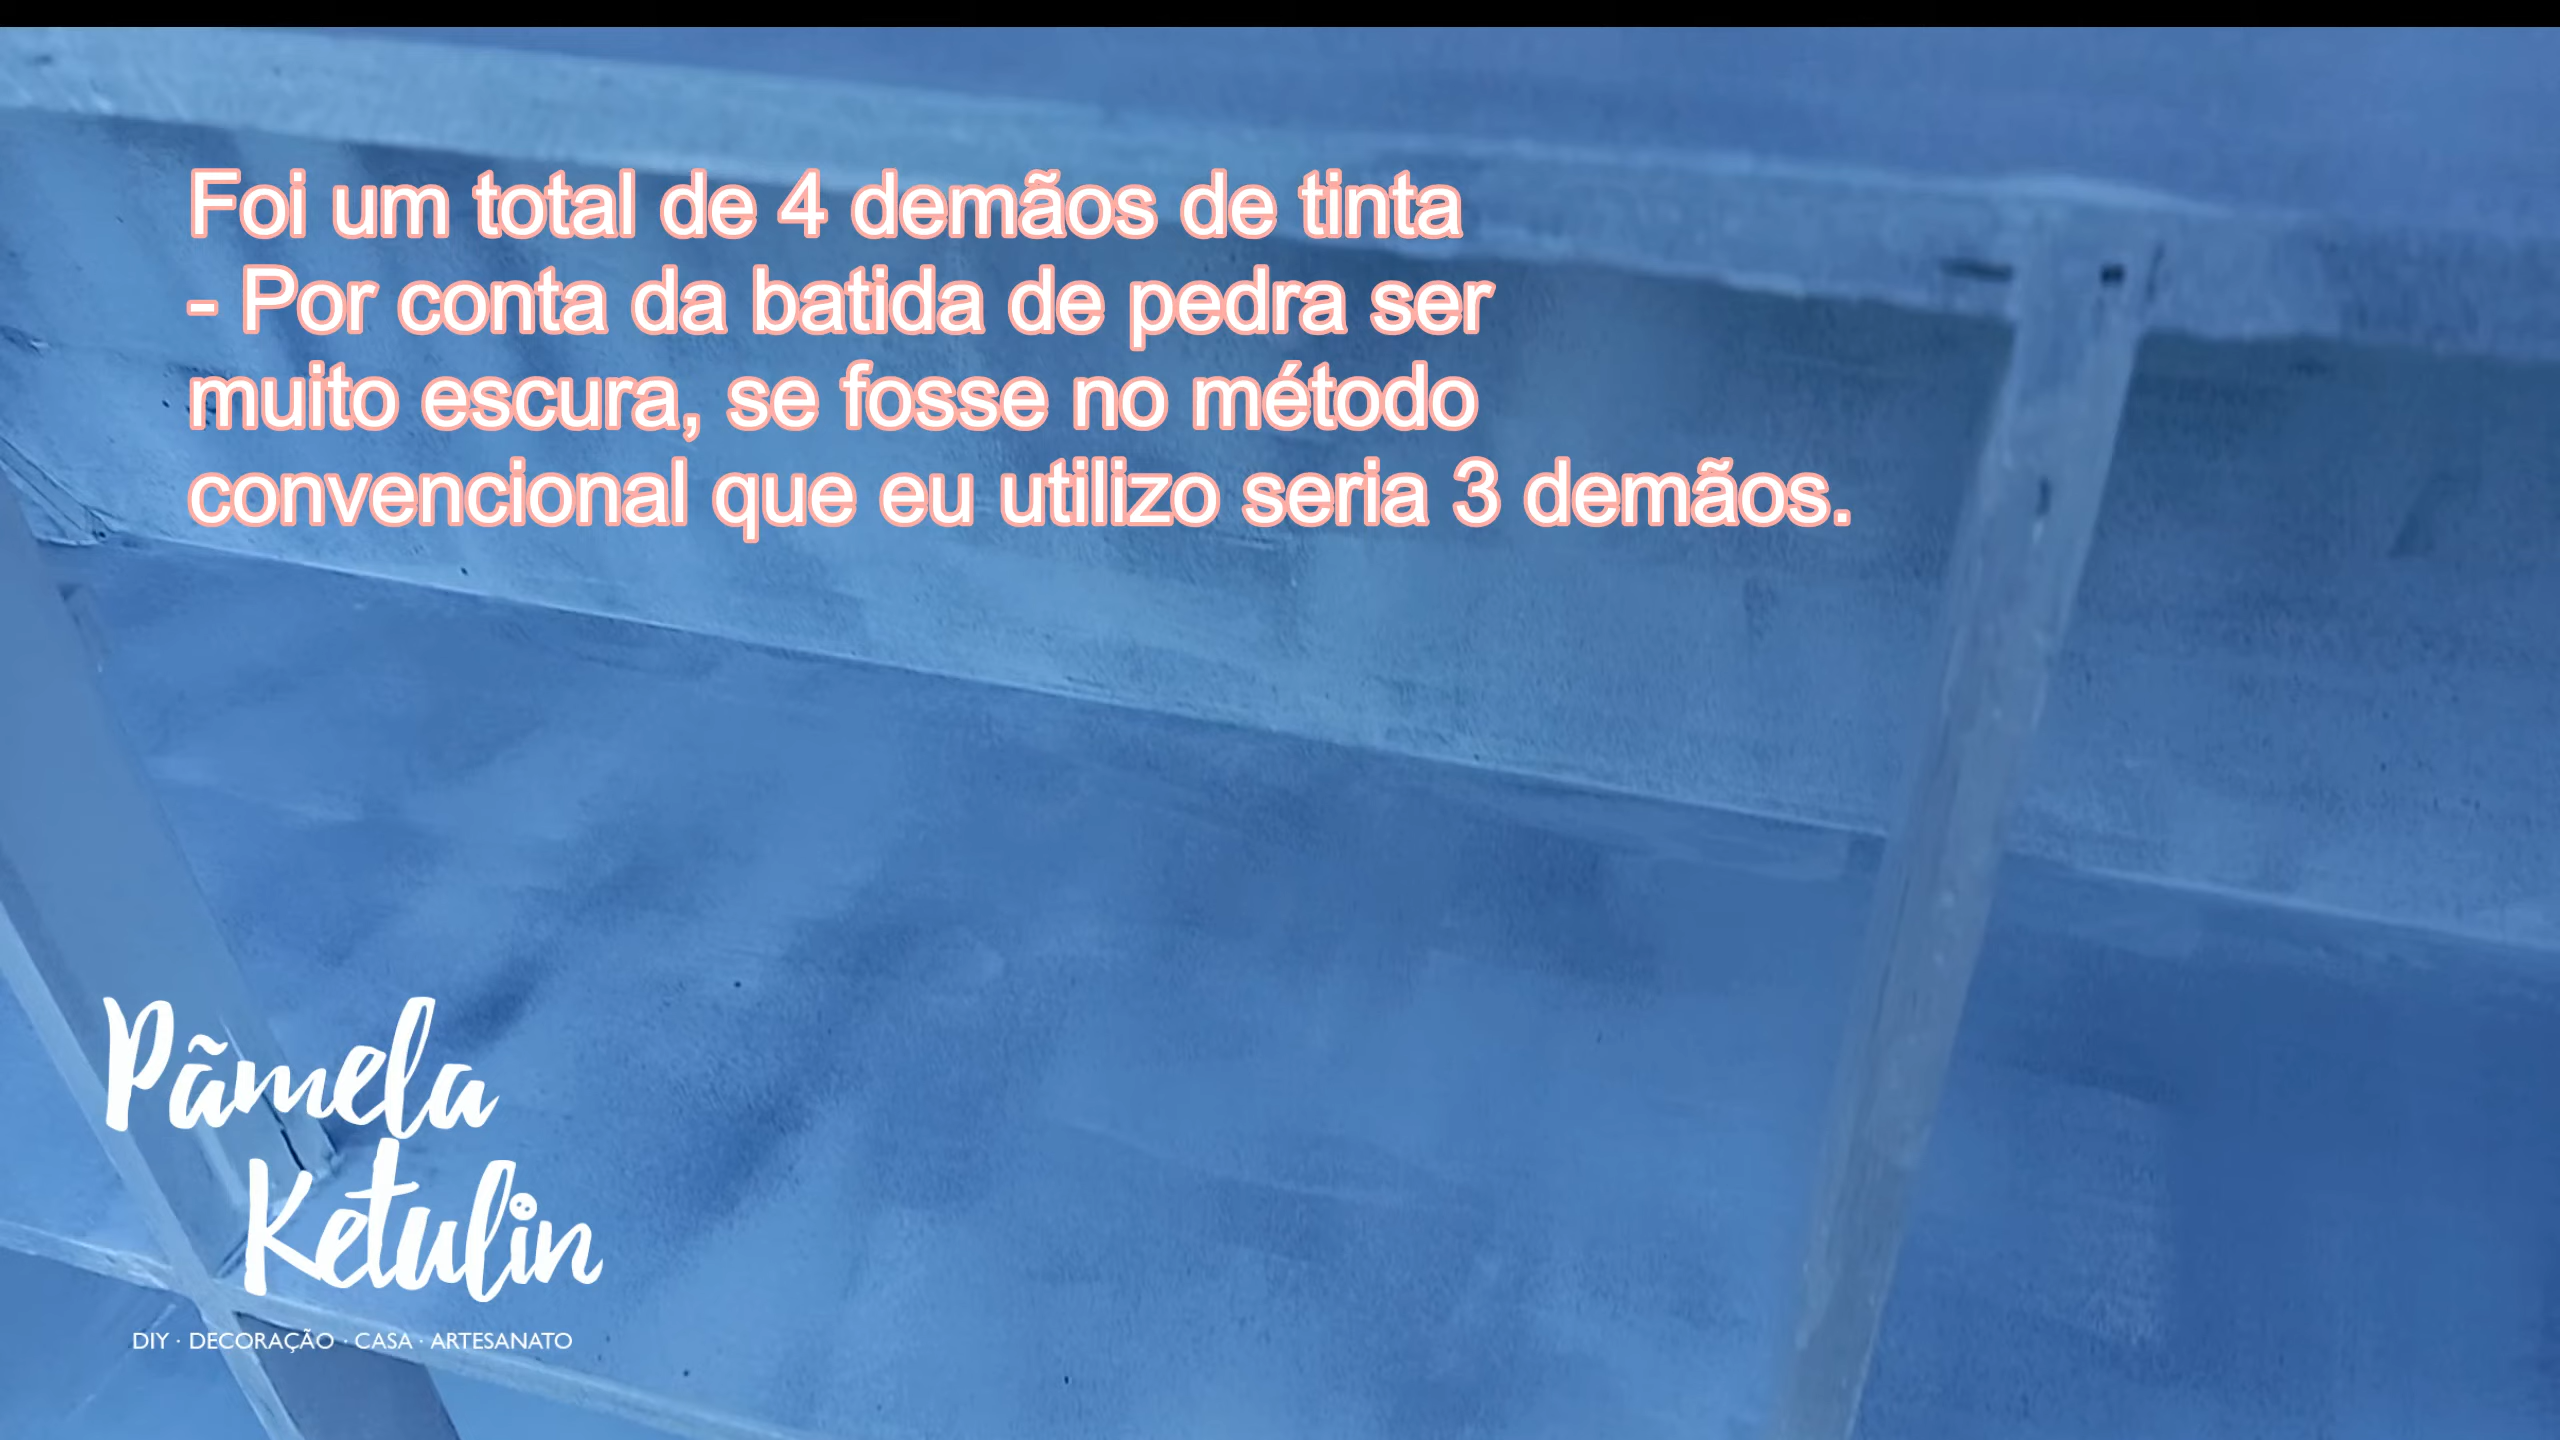 Foi um total de 4 demãos de tinta
- Por conta da batida de pedra ser
muito escura, se fosse no método
convencional que eu utilizo seria 3 demãos.
Pãmela
Ketulin
DIY · DECORAÇÃO · CASA · ARTESANATO